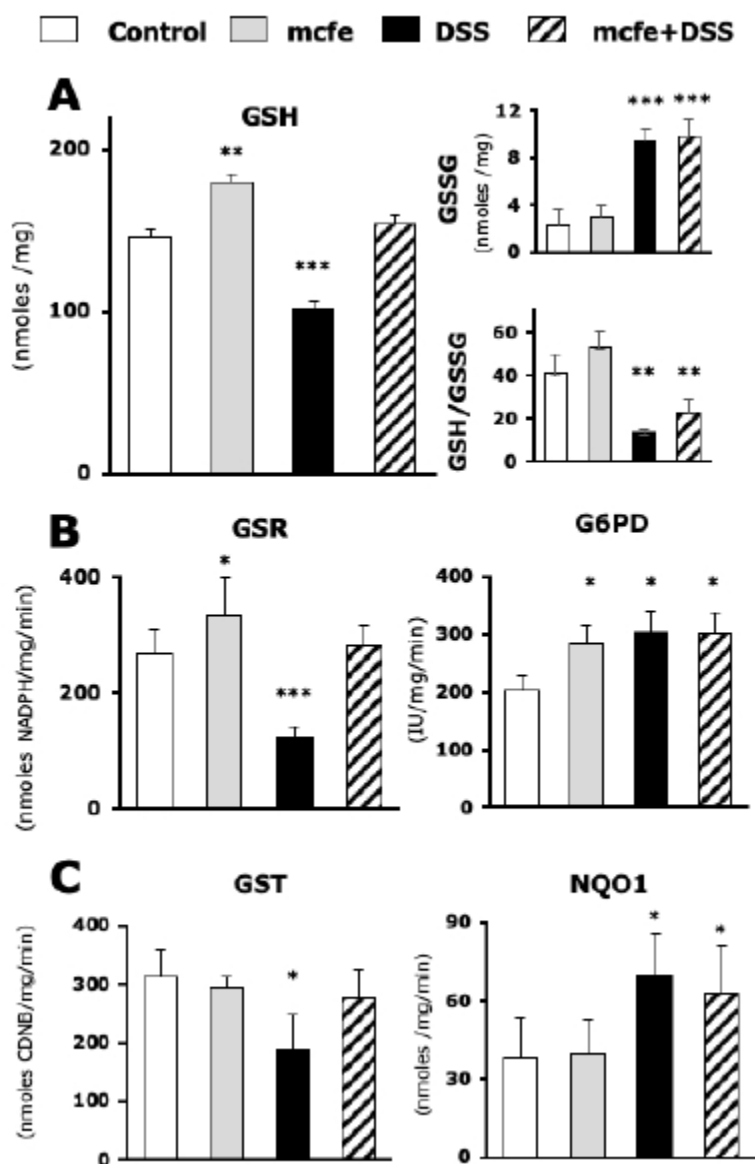 Control mcfe DSS mcfe+DSS
A
GSH
(nmoles /mg)
200
100
0
**
***
GSSG
(nmoles /mg)
12
8
4
0
*** ***
GSH/GSSG
60
40
20
0
** **
B
GSR
(nmoles NADPH/mg/min)
400
200
0
*
***
G6PD
(IU/mg/min)
400
300
200
100
0
* * *
C
GST
(nmoles CDNB/mg/min)
400
300
200
100
0
*
NQO1
(nmoles /mg/min)
90
60
30
0
* *